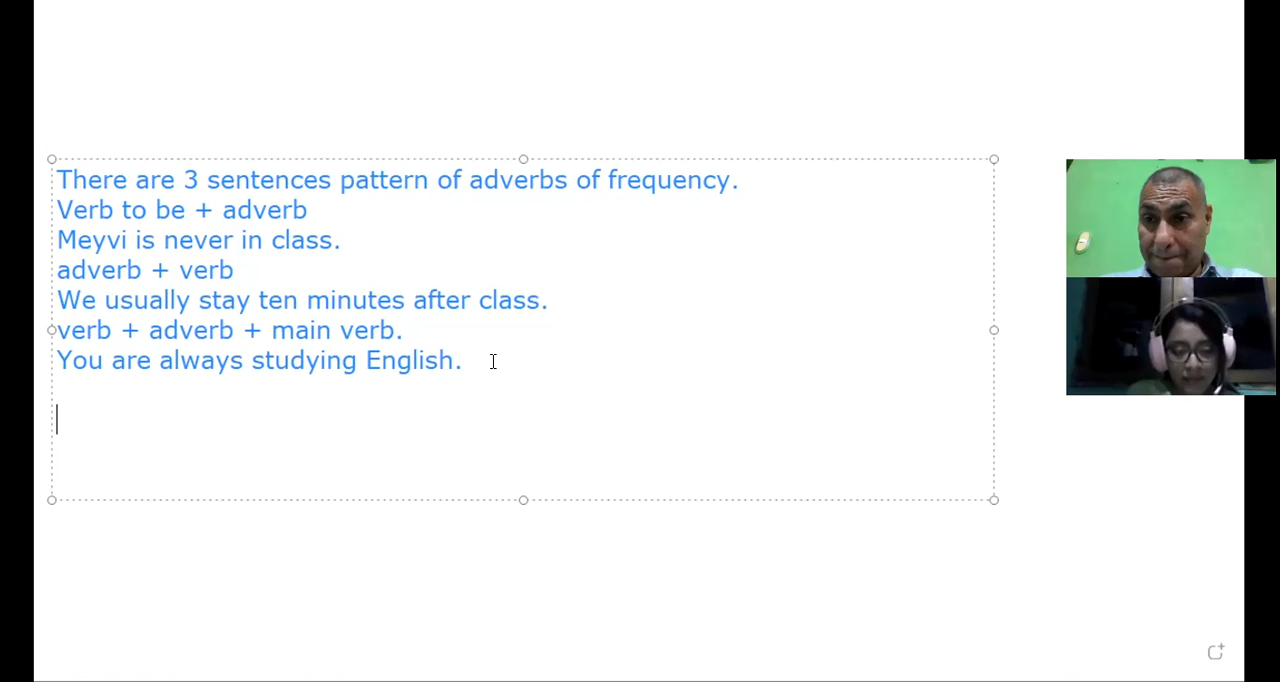 There are 3 sentences pattern of adverbs of frequency.
Verb to be + adverb
Meyvi is never in class.
adverb + verb
We usually stay ten minutes after class.
verb + adverb + main verb.
You are always studying English.